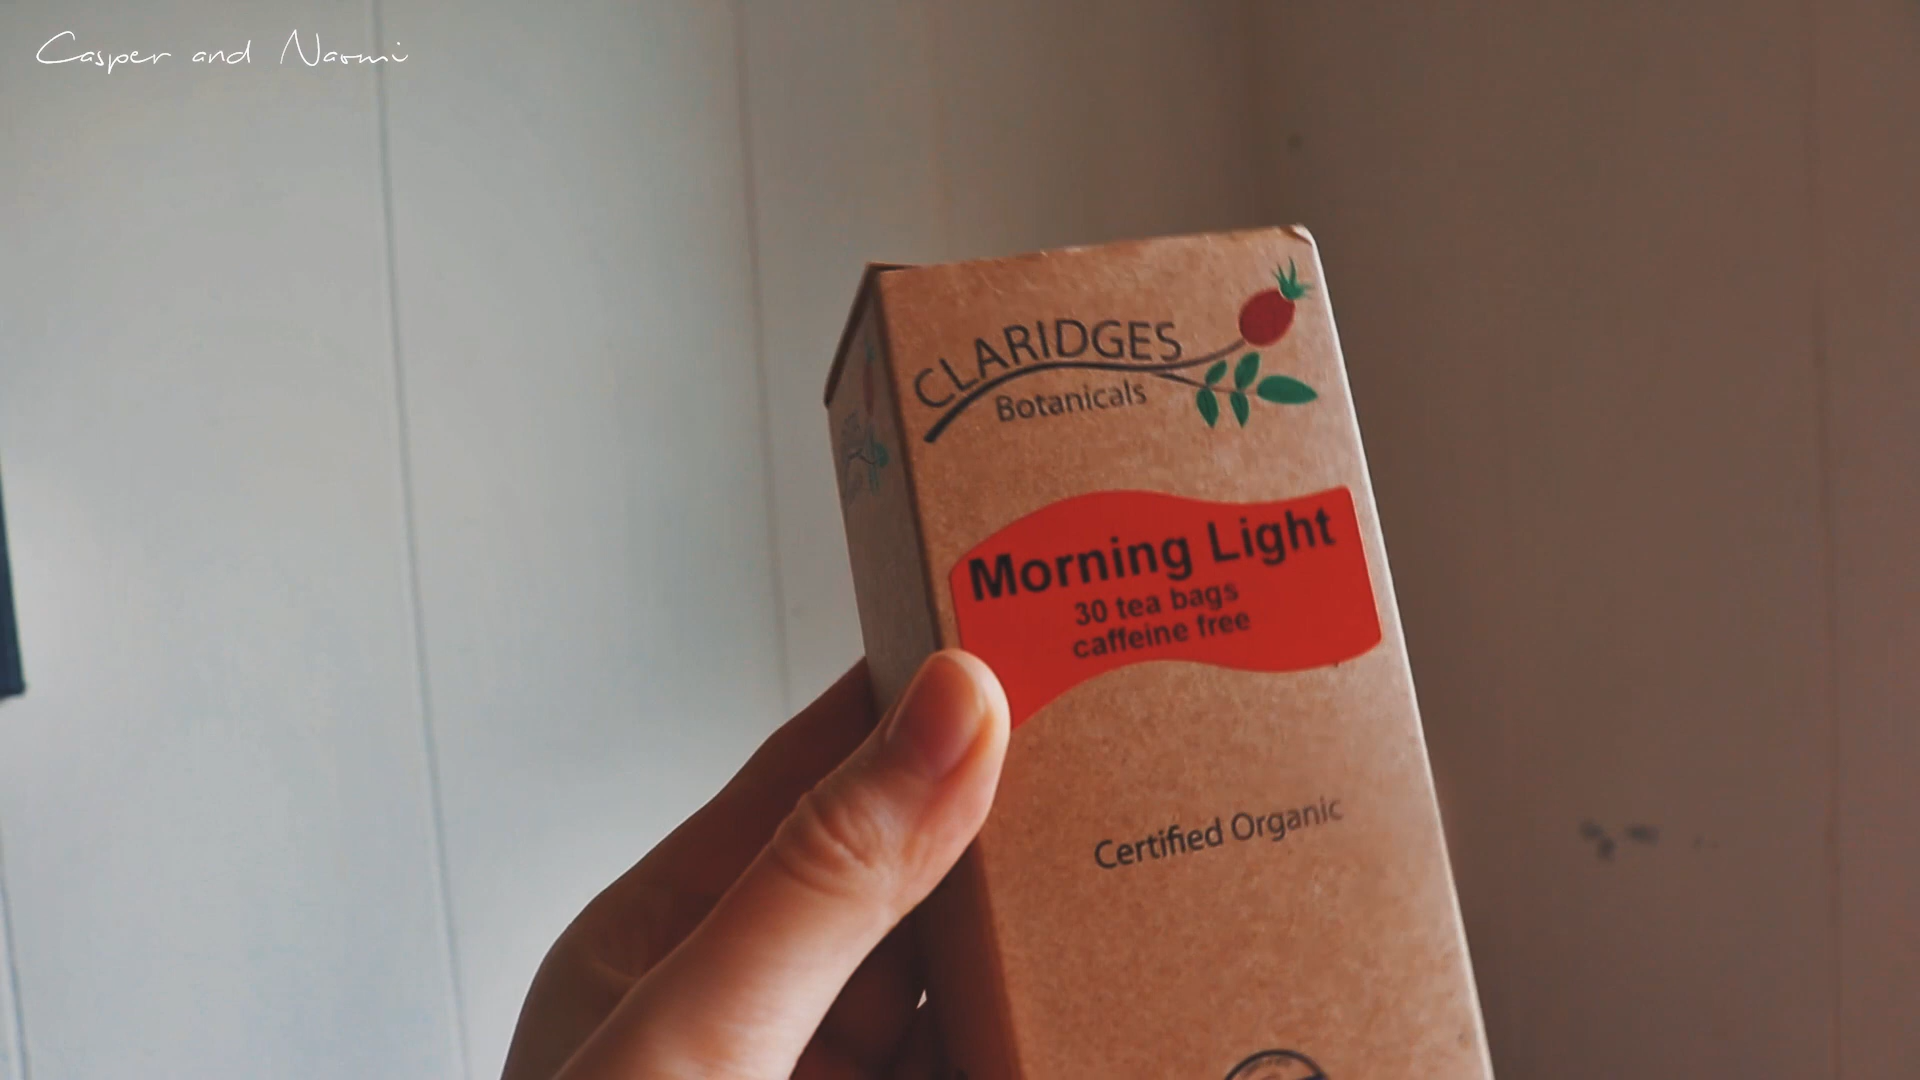 Casper and Naomi
CLARIDGES
Botanicals
Morning Light
30 tea bags
caffeine free
Certified Organic